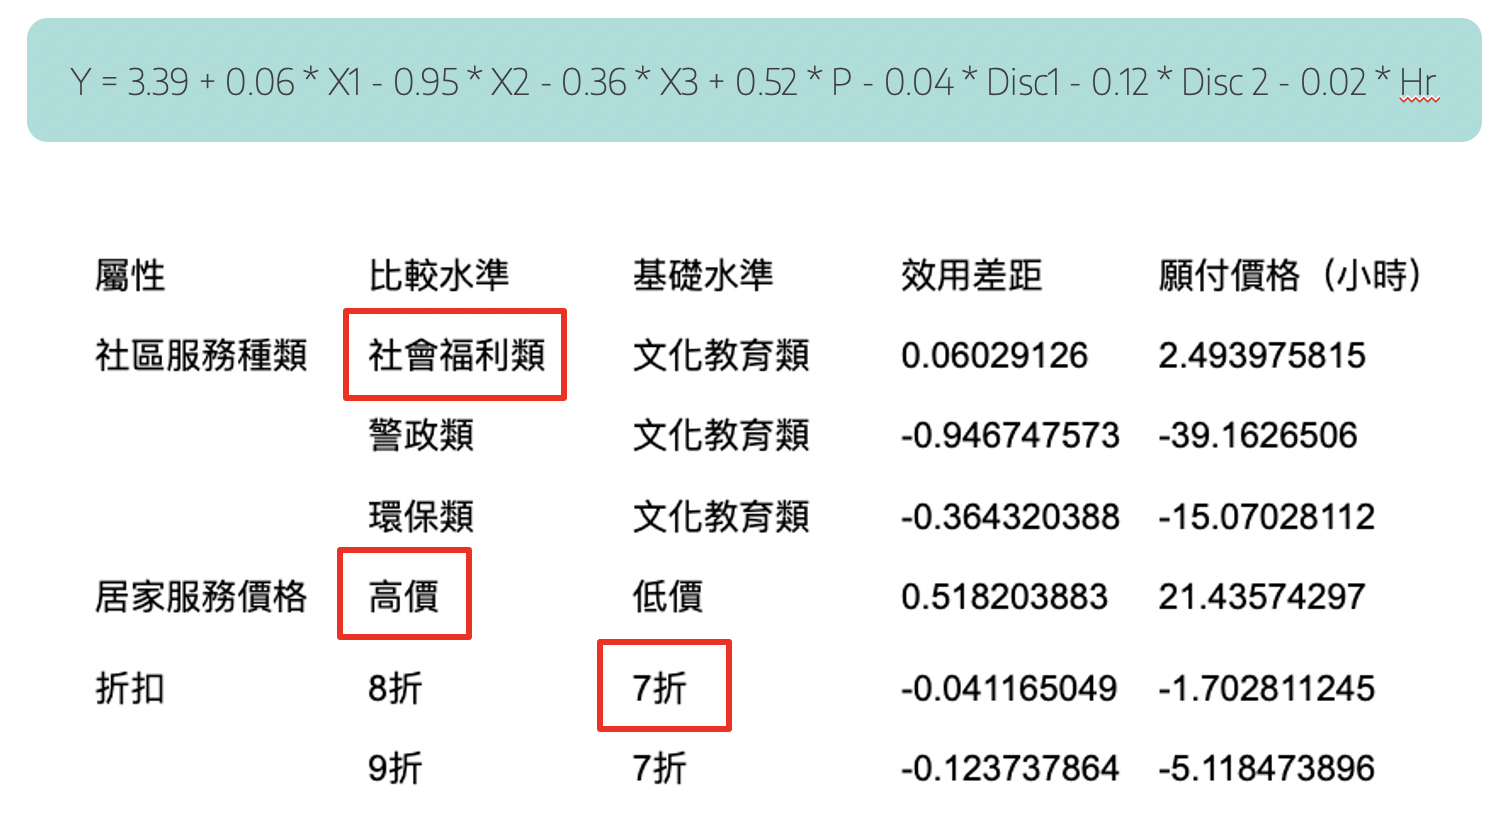 Y = 3.39 + 0.06 * X1 - 0.95 * X2 - 0.36 * X3 + 0.52 * P - 0.04 * Disc1 - 0.12 * Disc 2 - 0.02 * Hr
屬性 比較水準 基礎水準 效用差距 願付價格（小時）
社區服務種類 社會福利類 文化教育類 0.06029126 2.493975815
警政類 文化教育類 -0.946747573 -39.1626506
環保類 文化教育類 -0.364320388 -15.07028112
居家服務價格 高價 低價 0.518203883 21.43574297
折扣 8折 7折 -0.041165049 -1.702811245
9折 7折 -0.123737864 -5.118473896